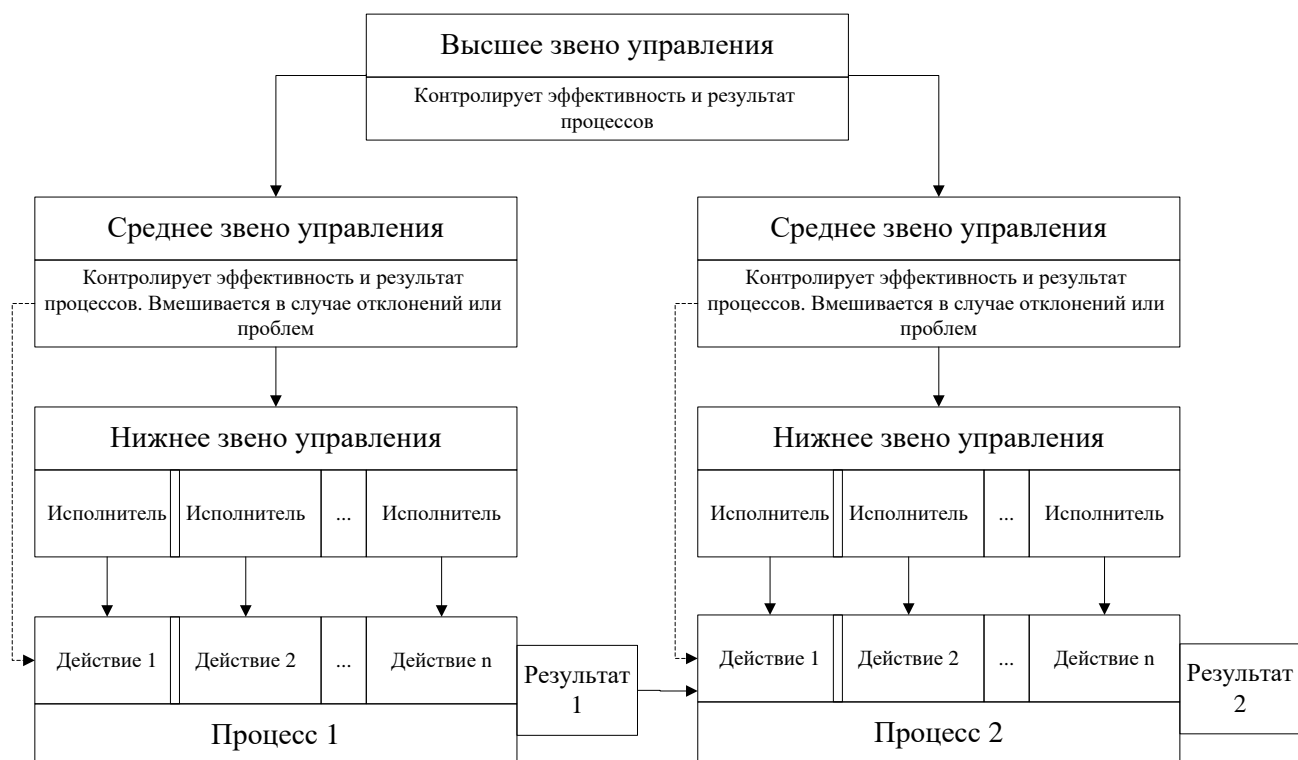 Высшее звено управления
Контролирует эффективность и результат
процессов
Среднее звено управления
Контролирует эффективность и результат
процессов. Вмешивается в случае отклонений или
проблем
Среднее звено управления
Контролирует эффективность и результат
процессов. Вмешивается в случае отклонений или
проблем
Нижнее звено управления
Исполнитель Исполнитель ... Исполнитель
Нижнее звено управления
Исполнитель Исполнитель ... Исполнитель
Действие 1 Действие 2 ... Действие n
Результат
1
Процесс 1
Действие 1 Действие 2 ... Действие n
Результат
2
Процесс 2